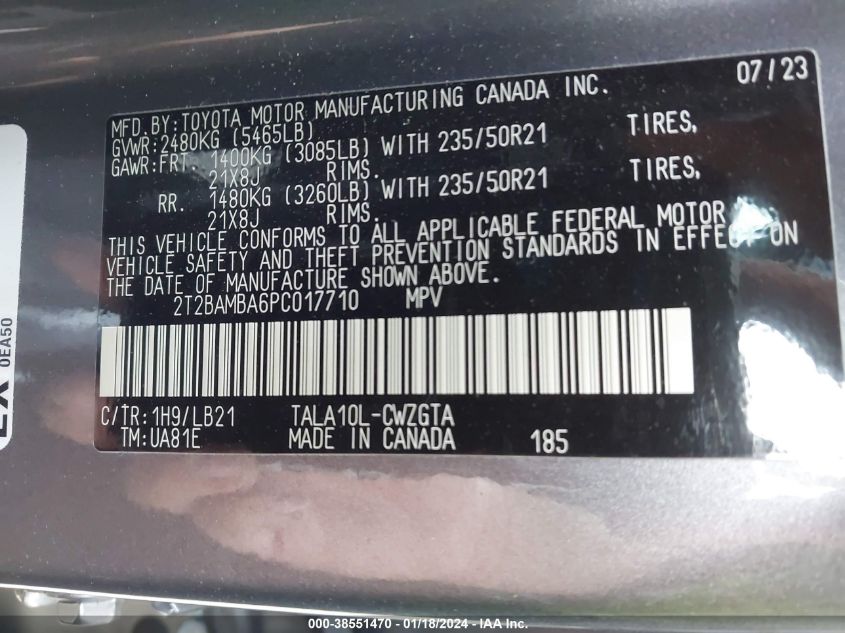 07/23
MFD.BY:TOYOTA MOTOR MANUFACTURING CANADA INC.
GVWR:2480KG (5465LB)
GAWR:FRT. 1400KG (3085LB) WITH 235/50R21 TIRES,
21X8J RIMS.
RR. 1480KG (3260LB) WITH 235/50R21 TIRES,
21X8J RIMS.
THIS VEHICLE CONFORMS TO ALL APPLICABLE FEDERAL MOTOR
VEHICLE SAFETY AND THEFT PREVENTION STANDARDS IN EFFECT ON
THE DATE OF MANUFACTURE SHOWN ABOVE.
2T2BAMBA6PC017710 MPV
C/TR:1H9/LB21 TALA10L-CWZGTA
TM:UA81E MADE IN CANADA 185
0EA50
000-38551470 - 01/18/2024 - IAA Inc.